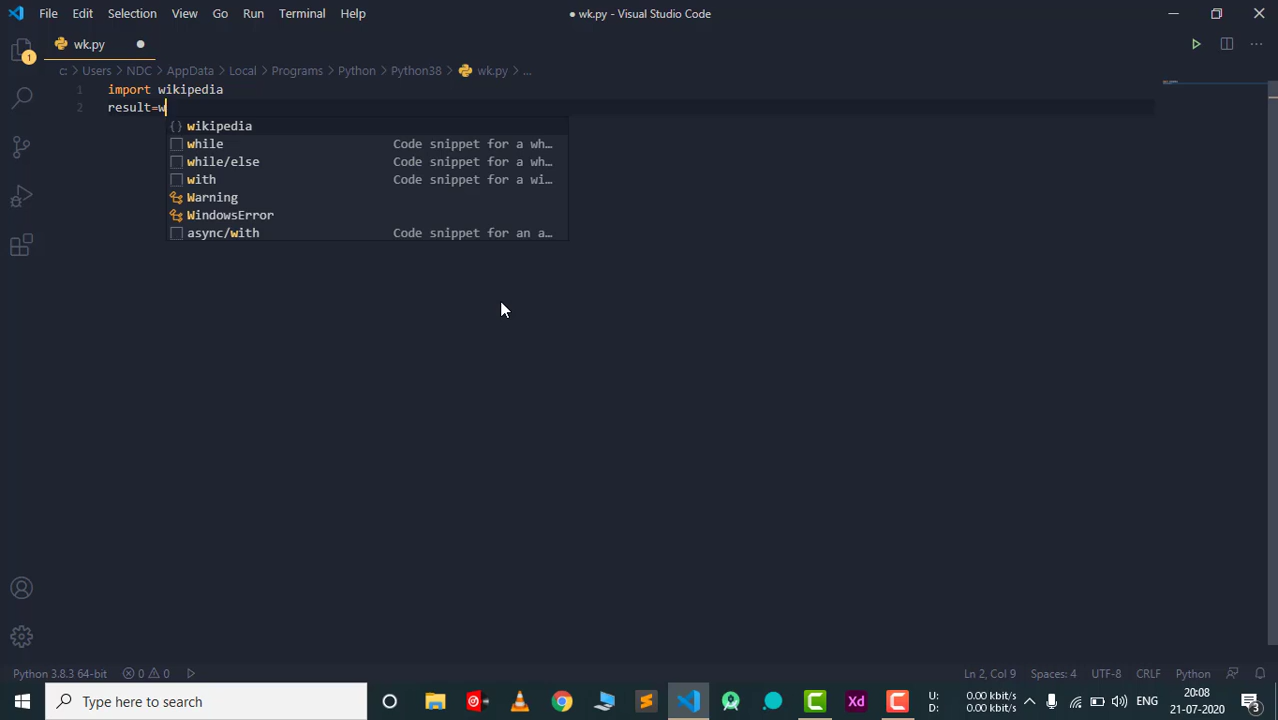 File Edit Selection View Go Run Terminal Help
● wk.py - Visual Studio Code
wk.py ●
1
c: > Users > NDC > AppData > Local > Programs > Python > Python38 > wk.py > ...
1 import wikipedia
2 result=w
{} wikipedia
while Code snippet for a wh…
while/else Code snippet for a wh…
with Code snippet for a wi…
Warning
WindowsError
async/with Code snippet for an a…
Python 3.8.3 64-bit 0 0 Ln 2, Col 9 Spaces: 4 UTF-8 CRLF Python
Type here to search
Xd
U: 0.00 kbit/s
D: 0.00 kbit/s
ENG
20:08
21-07-2020
3